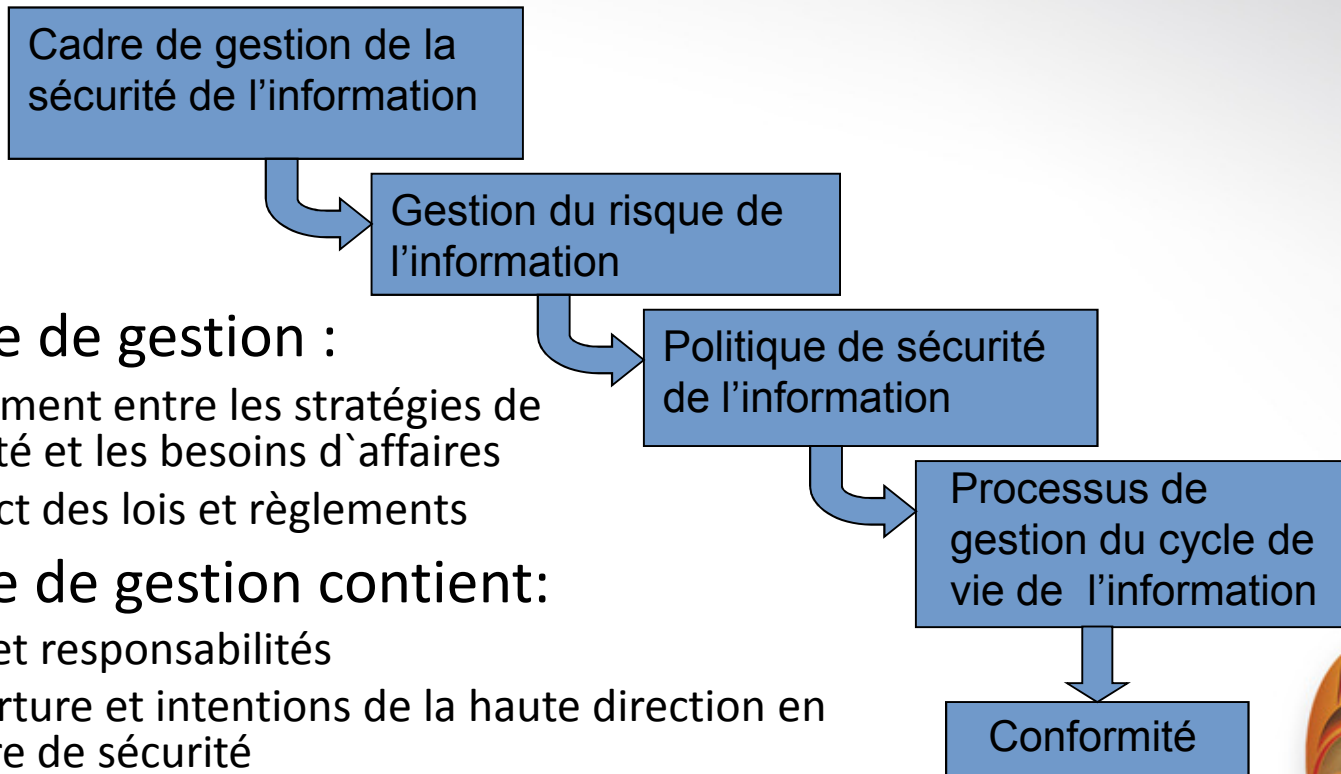 Cadre de gestion de la
sécurité de l’information
Gestion du risque de
l’information
Politique de sécurité
de l’information
Processus de
gestion du cycle de
vie de l’information
Conformité
e de gestion :
ment entre les stratégies de
té et les besoins d`affaires
ct des lois et règlements
e de gestion contient:
et responsabilités
rture et intentions de la haute direction en
re de sécurité